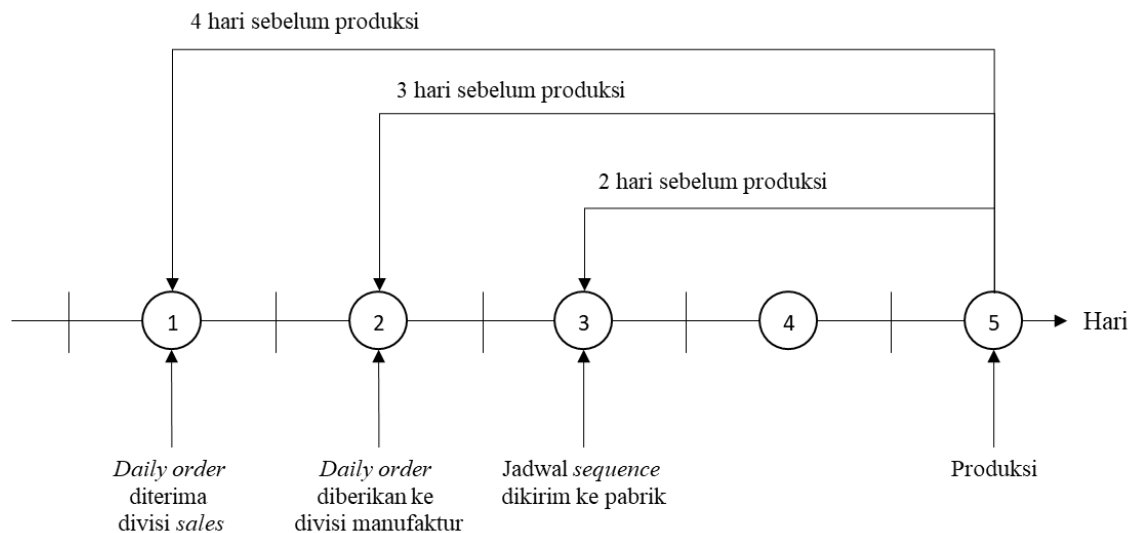 4 hari sebelum produksi
3 hari sebelum produksi
2 hari sebelum produksi
1
2
3
4
5
Hari
Daily order
diterima
divisi sales
Daily order
diberikan ke
divisi manufaktur
Jadwal sequence
dikirim ke pabrik
Produksi